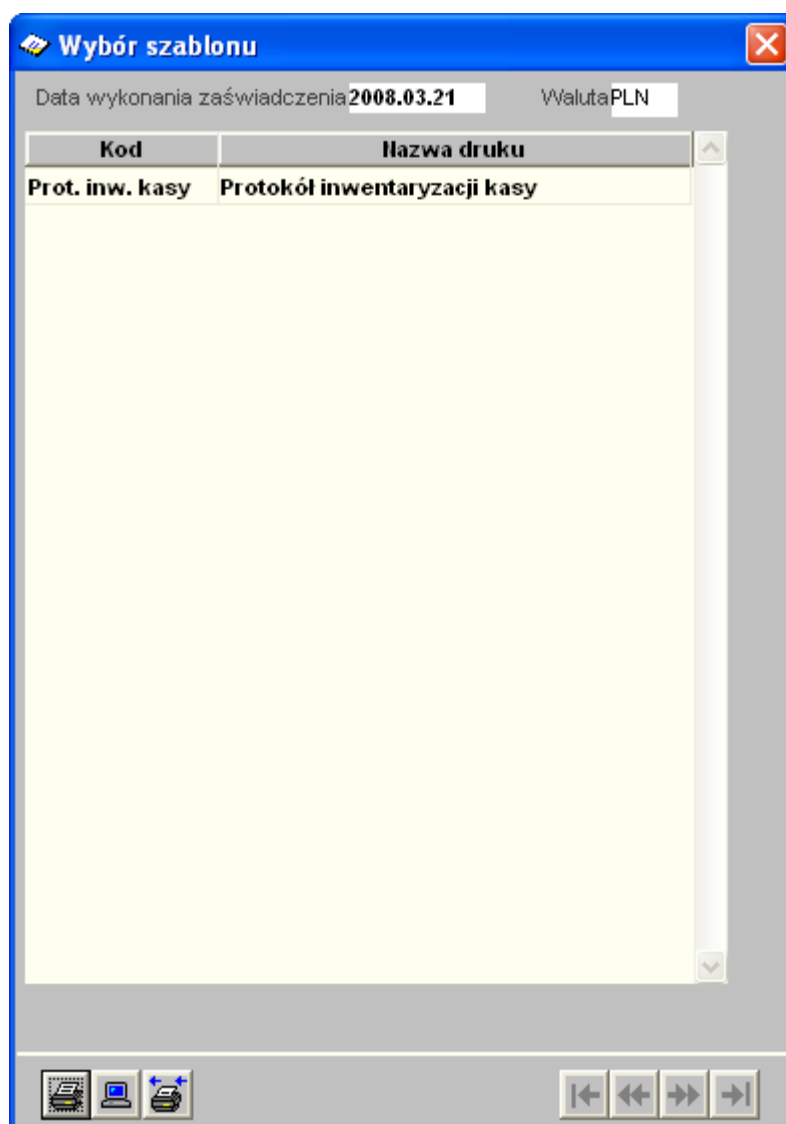 Wybór szablonu
Data wykonania zaświadczenia 2008.03.21 Waluta PLN
Kod Nazwa druku
Prot. inw. kasy Protokół inwentaryzacji kasy